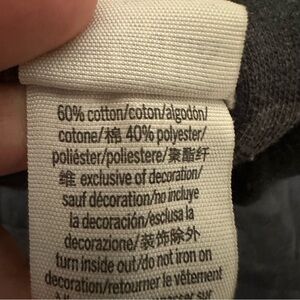 60% cotton/coton/algodón/
cotone/棉 40% polyester/
poliéster/poliestere/聚酯纤
维 exclusive of decoration/
sauf décoration/no incluye
la decoración/esclusa la
decorazione/装饰除外
turn inside out/do not iron on
decoration/retourner le vêtement